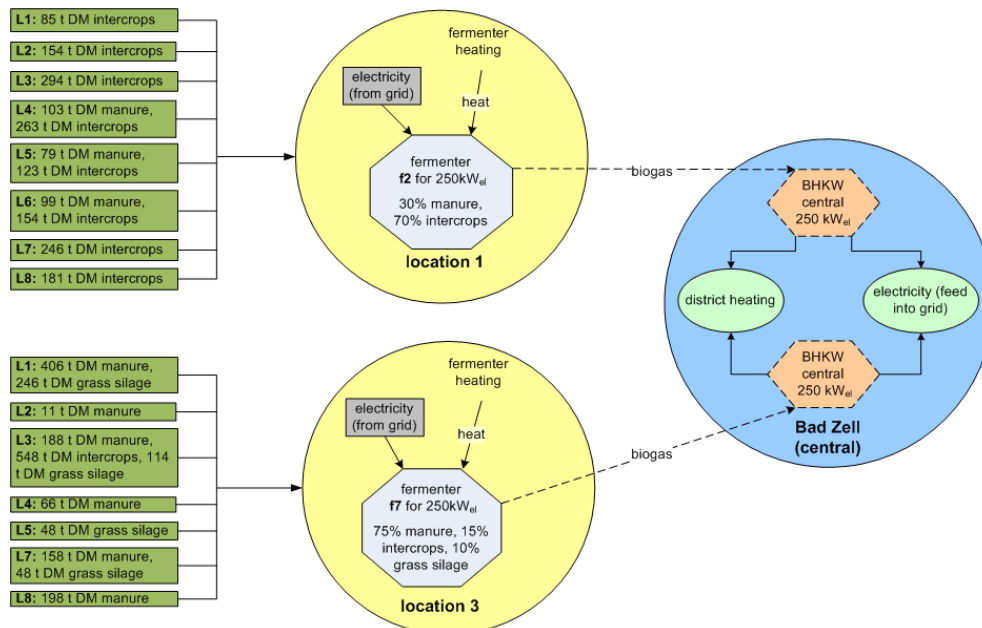 L1: 85 t DM intercrops
L2: 154 t DM intercrops
L3: 294 t DM intercrops
L4: 103 t DM manure,
263 t DM intercrops
L5: 79 t DM manure,
123 t DM intercrops
L6: 99 t DM manure,
154 t DM intercrops
L7: 246 t DM intercrops
L8: 181 t DM intercrops
fermenter
heating
electricity
(from grid)
heat
fermenter
f2 for 250kWel
30% manure,
70% intercrops
location 1
biogas
BHKW
central
250 kWel
district heating
electricity (feed
into grid)
BHKW
central
250 kWel
Bad Zell
(central)
L1: 406 t DM manure,
246 t DM grass silage
L2: 11 t DM manure
L3: 188 t DM manure,
548 t DM intercrops, 114
t DM grass silage
L4: 66 t DM manure
L5: 48 t DM grass silage
L7: 158 t DM manure,
48 t DM grass silage
L8: 198 t DM manure
fermenter
heating
electricity
(from grid)
heat
fermenter
f7 for 250kWel
75% manure, 15%
intercrops, 10%
grass silage
location 3
biogas